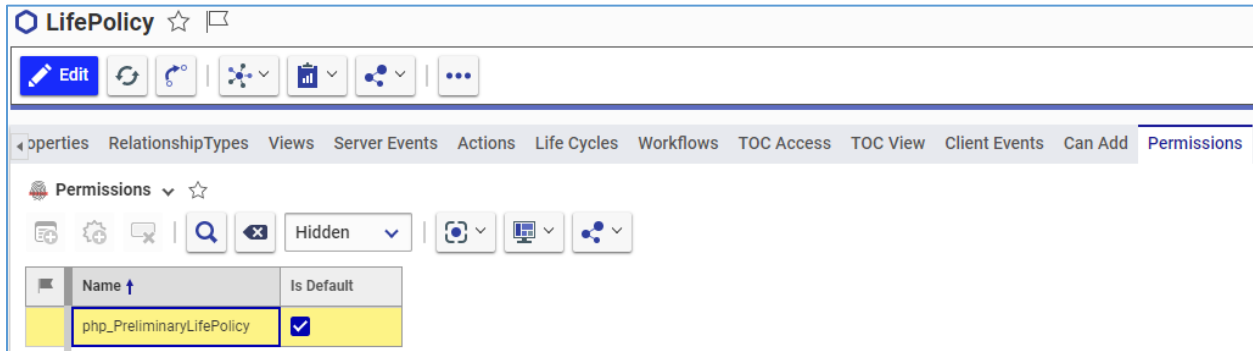 LifePolicy
Edit
operties RelationshipTypes Views Server Events Actions Life Cycles Workflows TOC Access TOC View Client Events Can Add Permissions
Permissions
Hidden
Name Is Default
php_PreliminaryLifePolicy